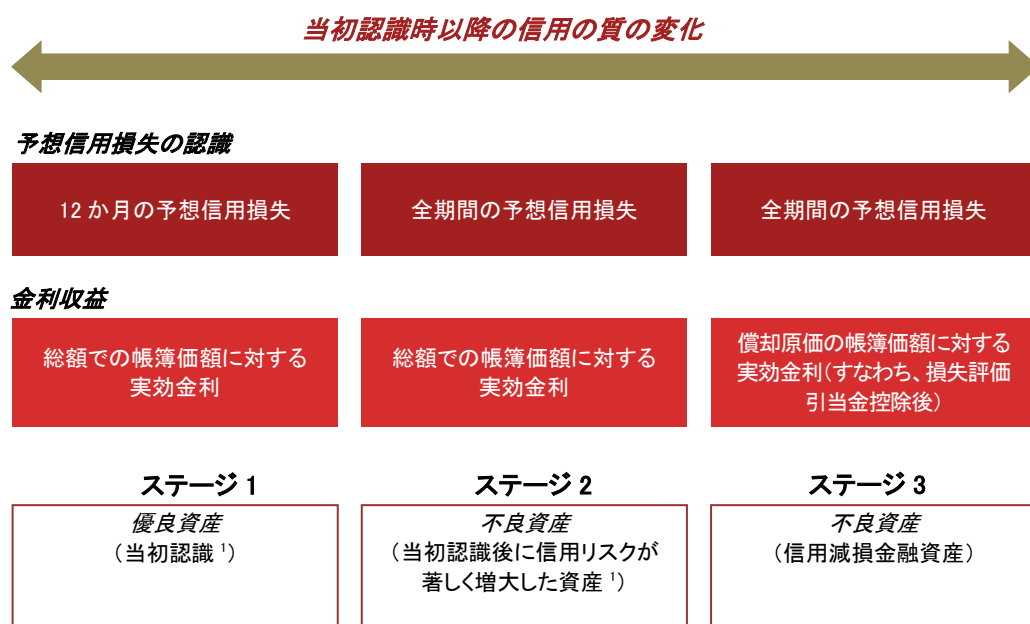 当初認識時以降の信用の質の変化
予想信用損失の認識
12 か月の予想信用損失
全期間の予想信用損失
全期間の予想信用損失
金利収益
総額での帳簿価額に対する
実効金利
総額での帳簿価額に対する
実効金利
償却原価の帳簿価額に対する
実効金利(すなわち、損失評価
引当金控除後)
ステージ 1
ステージ 2
ステージ 3
優良資産
(当初認識 ¹)
不良資産
(当初認識後に信用リスクが
著しく増大した資産 ¹)
不良資産
(信用減損金融資産)